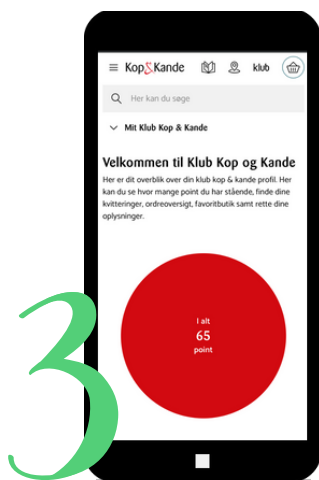 Kop&Kande klub
Her kan du søge
Mit Klub Kop & Kande
Velkommen til Klub Kop og Kande
Her er dit overblik over din klub kop & kande profil. Her
kan du se hvor mange point du har stående, finde dine
kvitteringer, ordreoversigt, favoritbutik samt rette dine
oplysninger.
I alt
65
point
3